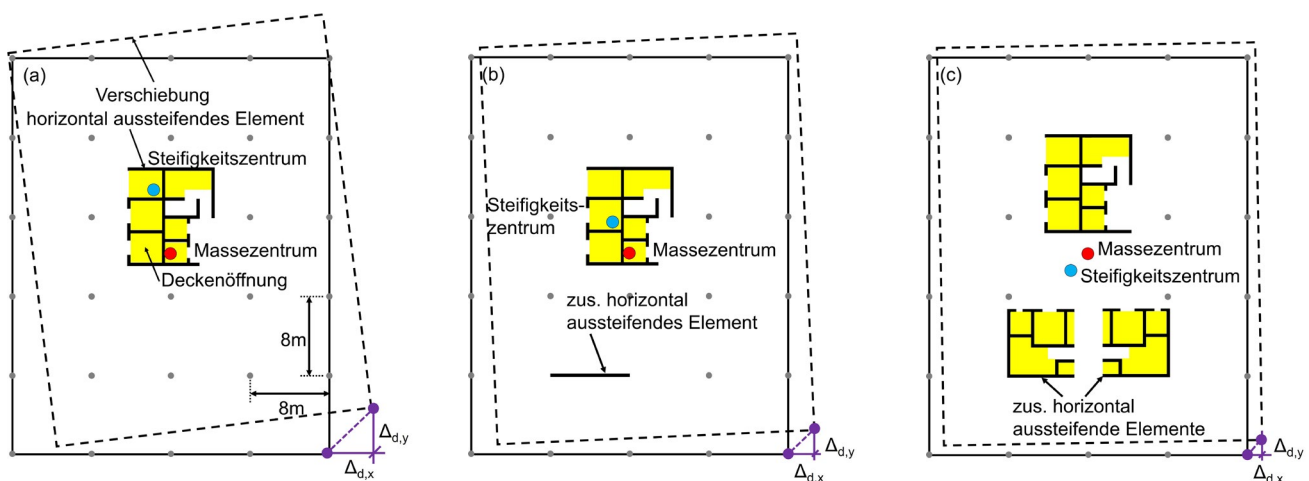 (a)
Verschiebung
horizontal aussteifendes Element
Steifigkeitszentrum
Massezentrum
Deckenöffnung
8m
8m
Δd,y
Δd,x
(b)
Steifigkeits-
zentrum
Massezentrum
zus. horizontal
aussteifendes Element
Δd,y
Δd,x
(c)
Massezentrum
Steifigkeitszentrum
zus. horizontal
aussteifende Elemente
Δd,y
Δd,x